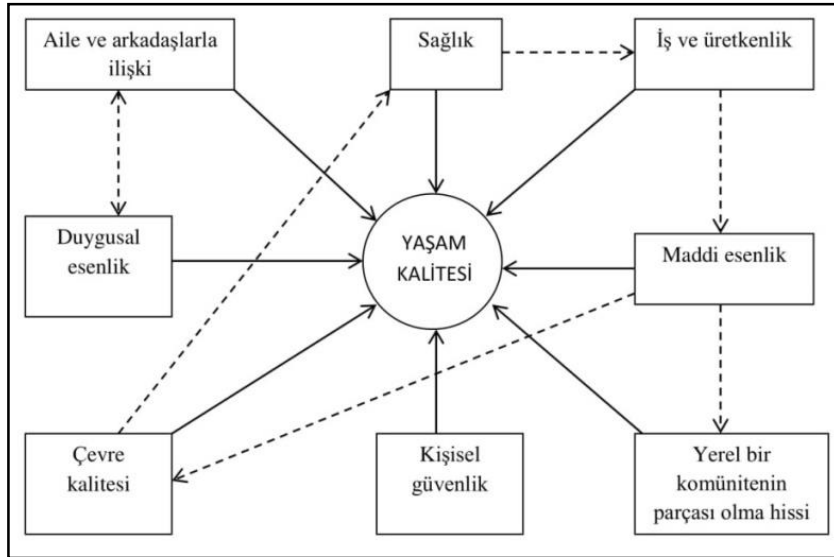 Aile ve arkadaşlarla
ilişki
Sağlık
İş ve üretkenlik
Duygusal
esenlik
YAŞAM
KALİTESİ
Maddi esenlik
Çevre
kalitesi
Kişisel
güvenlik
Yerel bir
komünitenin
parçası olma hissi